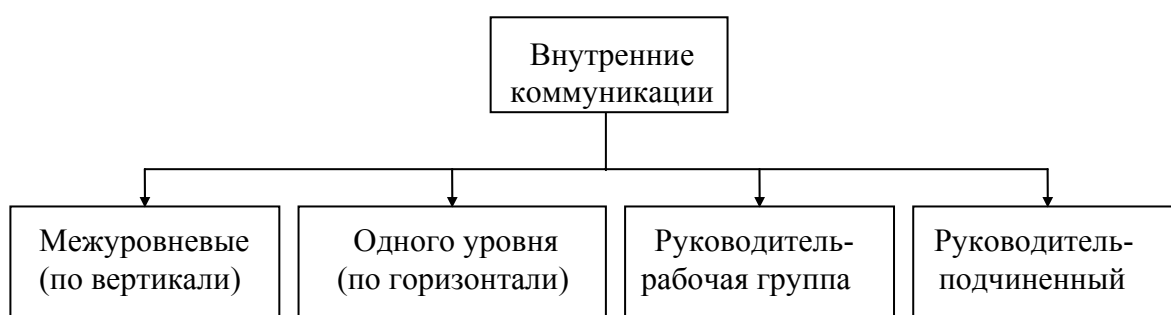 Внутренние
коммуникации
Межуровневые
(по вертикали)
Одного уровня
(по горизонтали)
Руководитель-
рабочая группа
Руководитель-
подчиненный